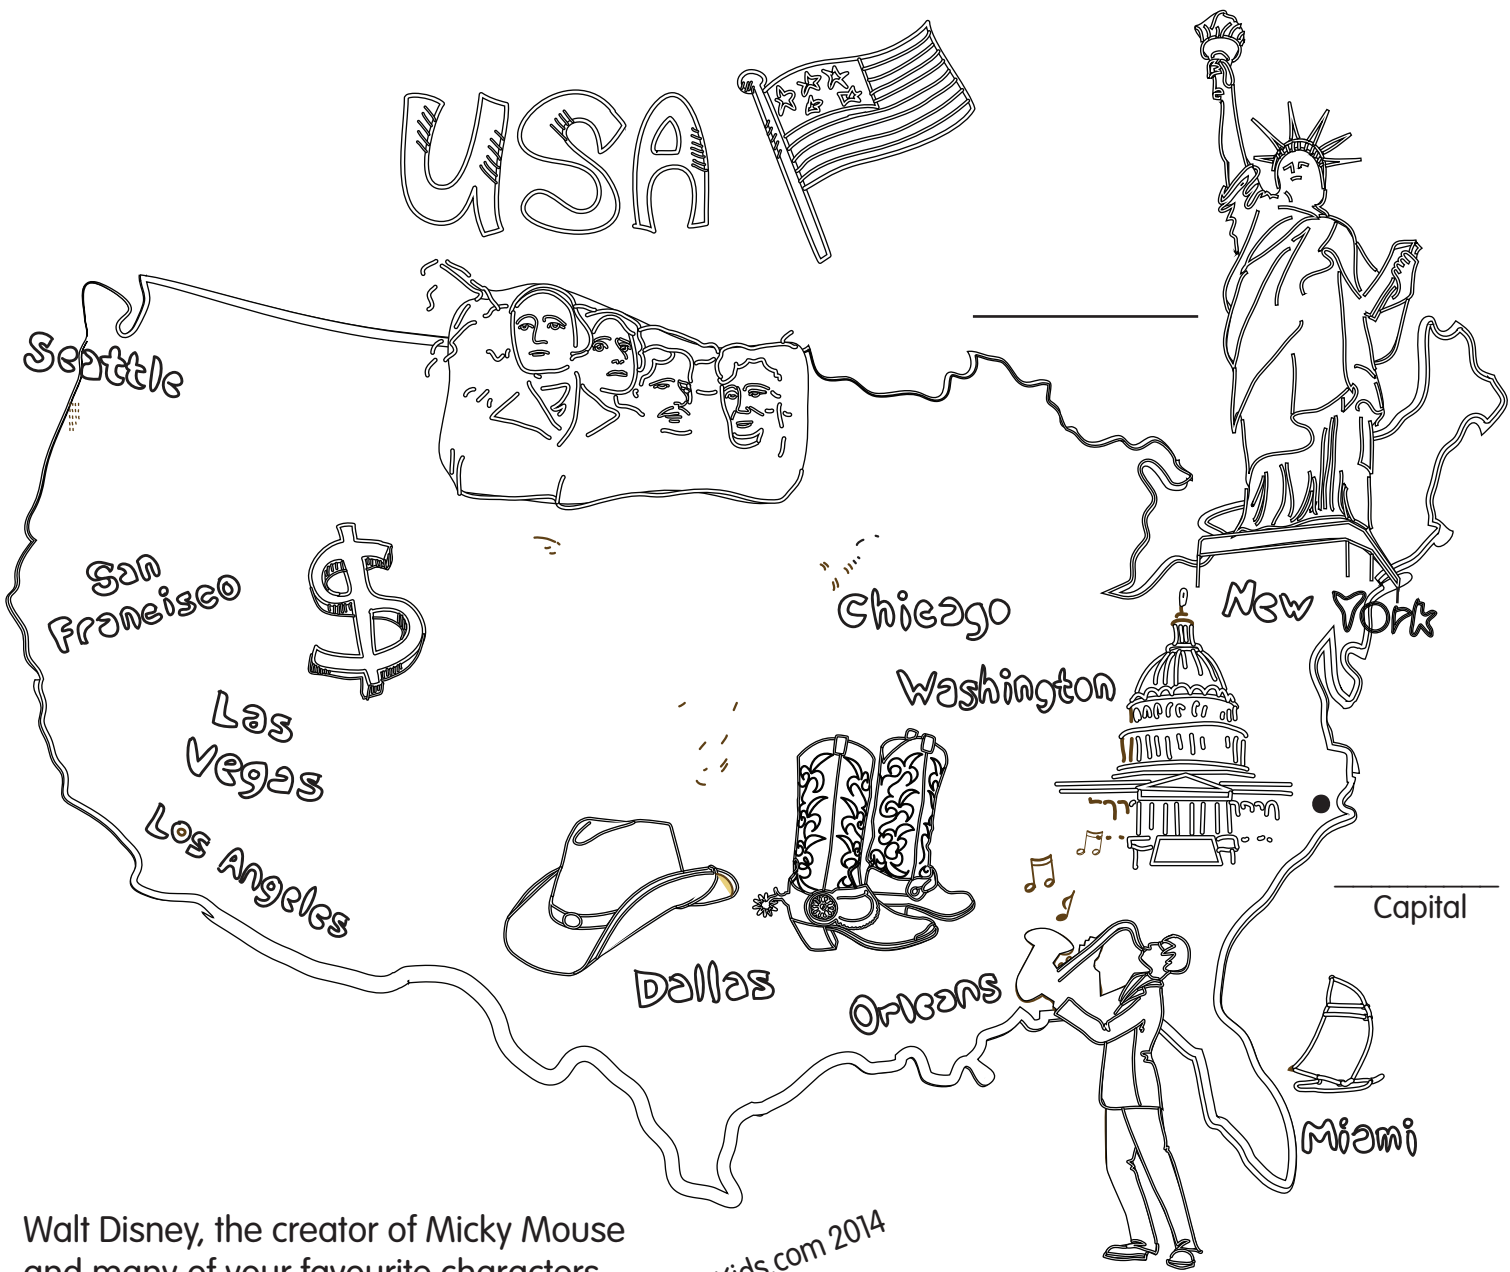 USA
Seattle
San
Francisco
$
Chicago
New York
Washington
Las
Vegas
Los Angeles
Capital
Dallas
Orleans
Miami
Walt Disney, the creator of Micky Mouse
and many of your favourite characters
kids.com 2014